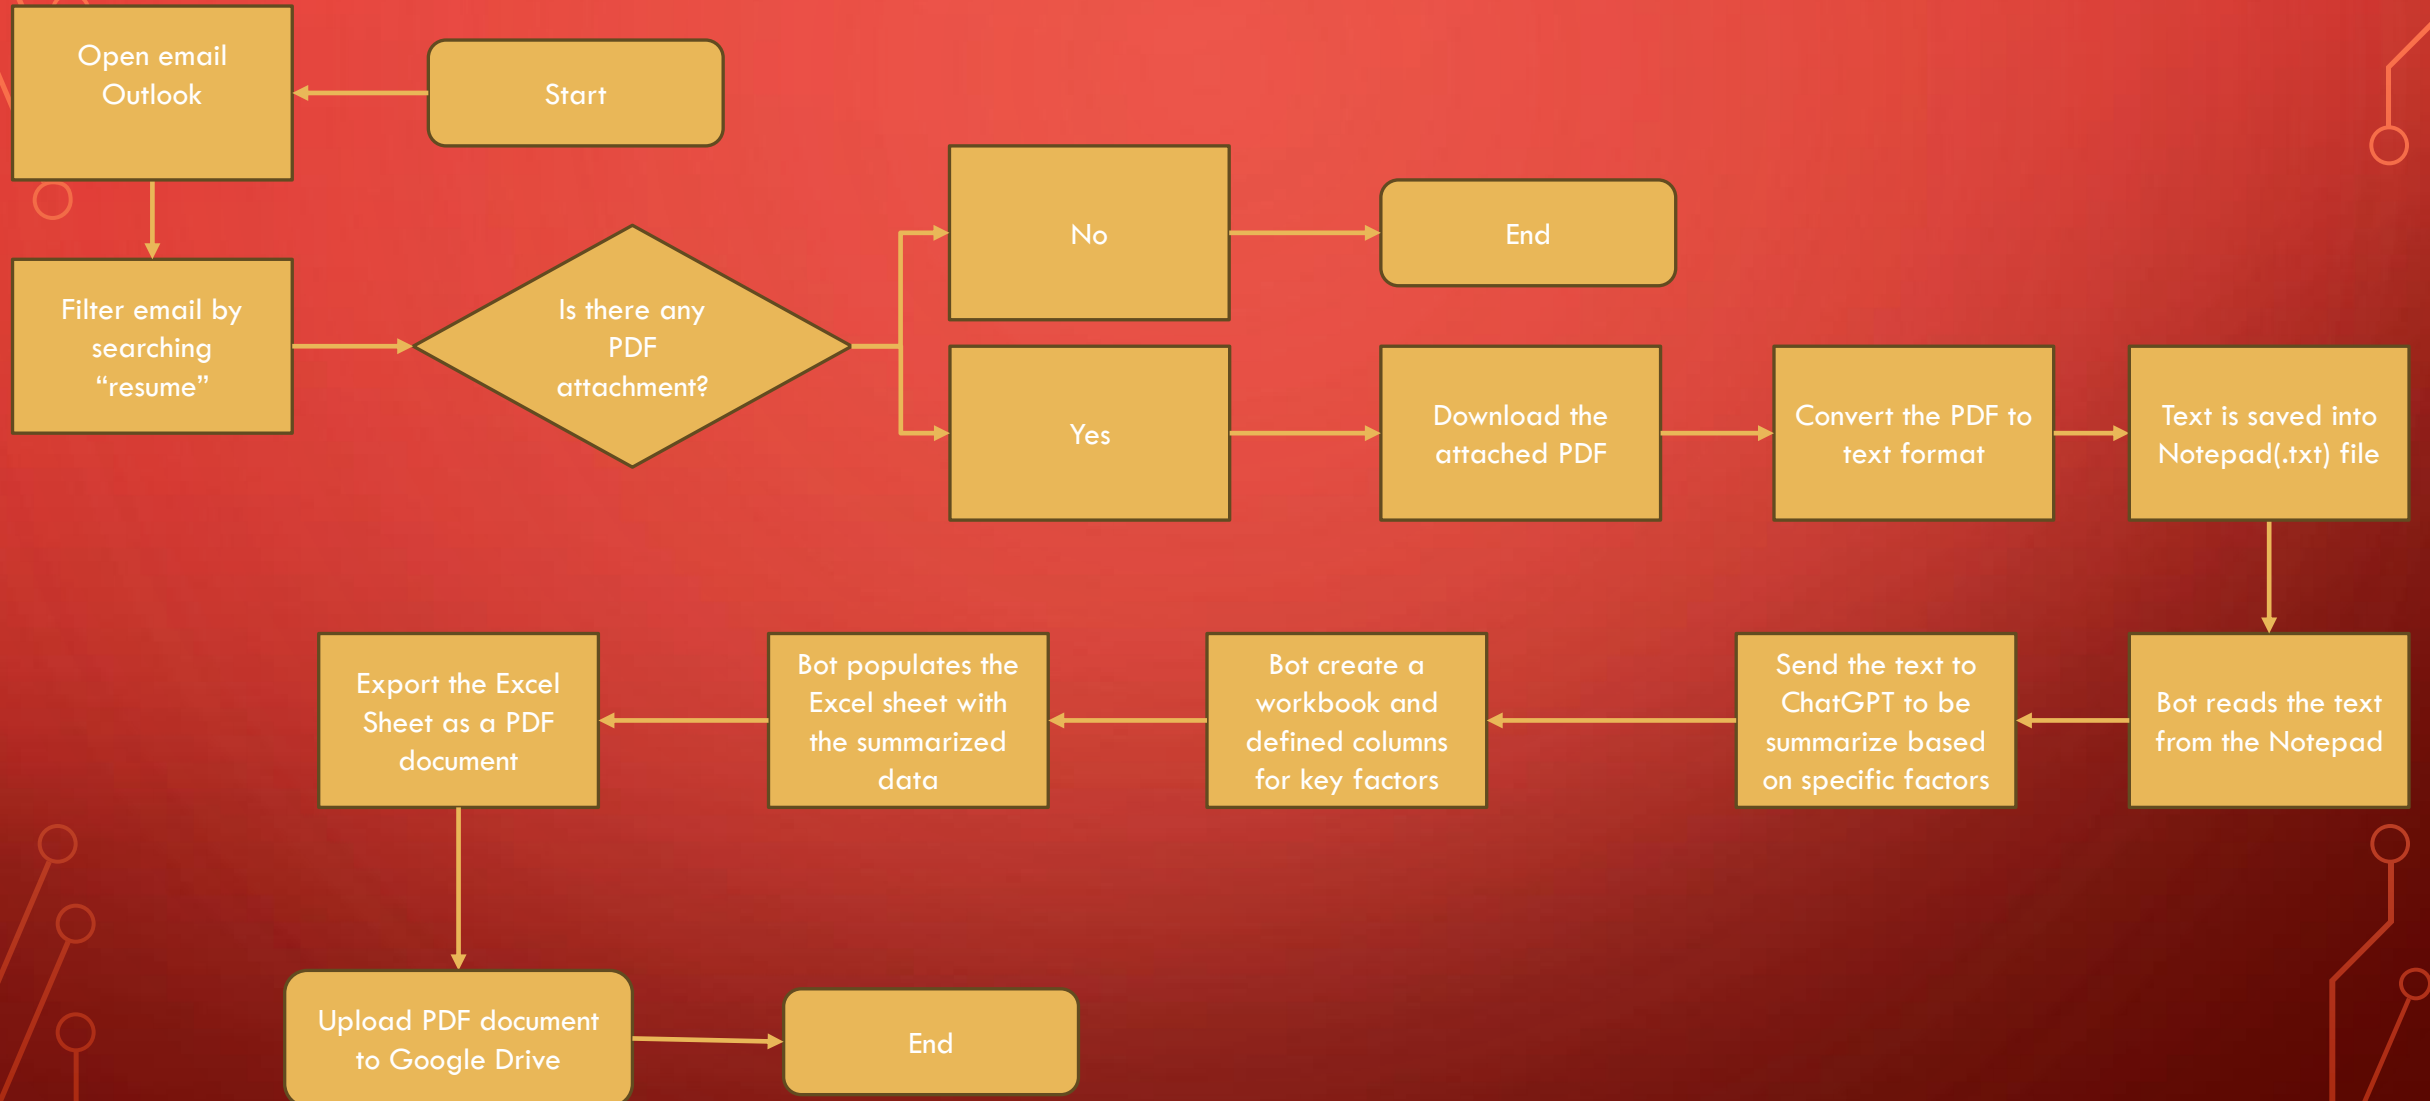 Start
Open email
Outlook
Filter email by
searching
“resume”
Is there any
PDF
attachment?
No
End
Yes
Download the
attached PDF
Convert the PDF to
text format
Text is saved into
Notepad(.txt) file
Bot reads the text
from the Notepad
Send the text to
ChatGPT to be
summarize based
on specific factors
Bot create a
workbook and
defined columns
for key factors
Bot populates the
Excel sheet with
the summarized
data
Export the Excel
Sheet as a PDF
document
Upload PDF document
to Google Drive
End